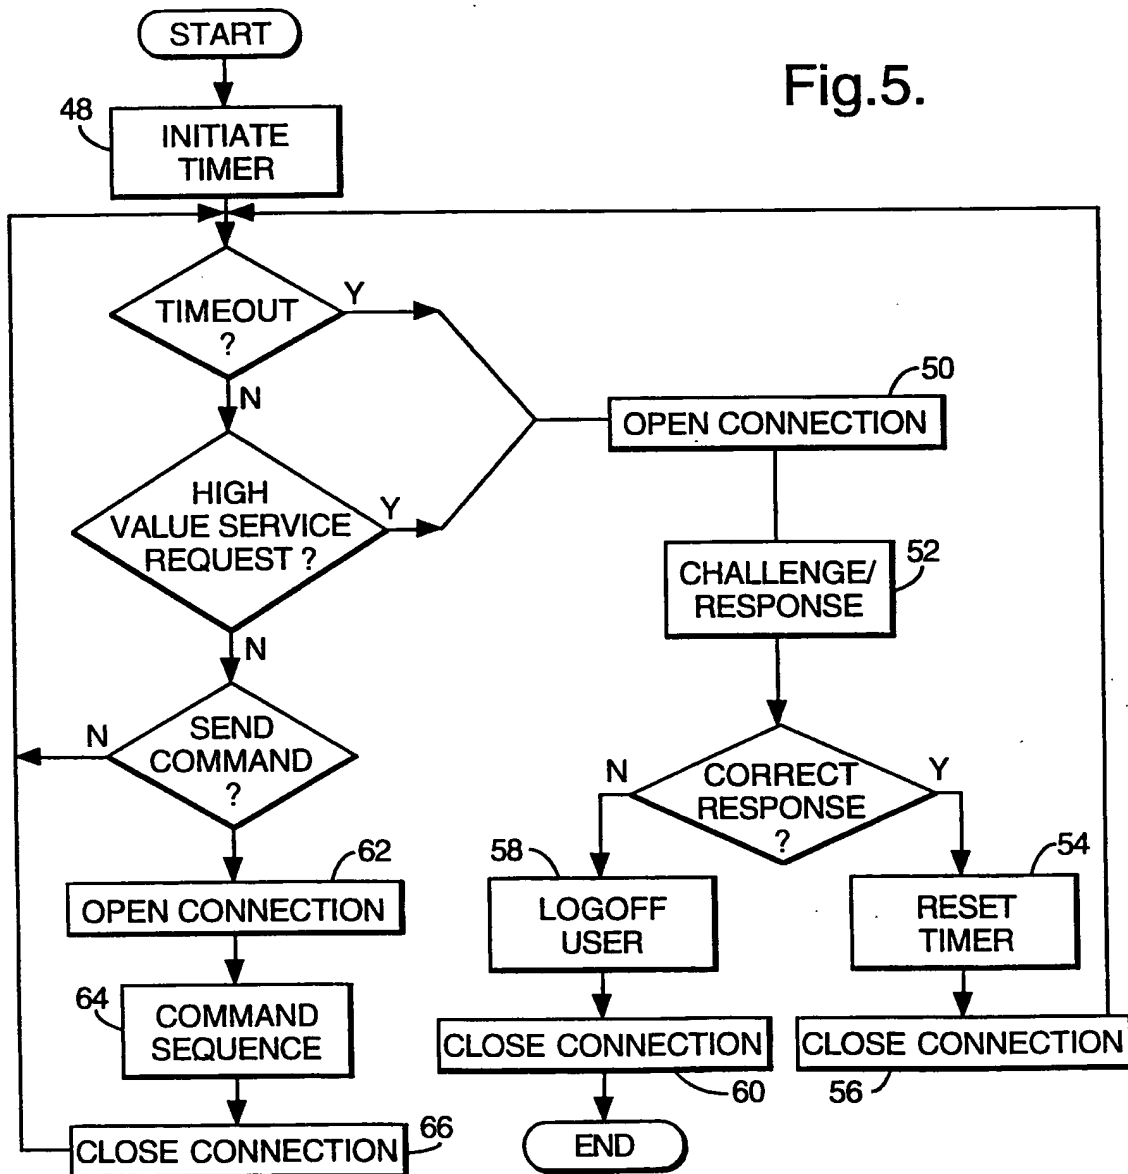 START
Fig.5.
48
INITIATE
TIMER
TIMEOUT
?
Y
N
50
OPEN CONNECTION
HIGH
VALUE SERVICE
REQUEST ?
Y
N
52
CHALLENGE/
RESPONSE
SEND
COMMAND
?
N
CORRECT
RESPONSE
?
N
Y
62
OPEN CONNECTION
58
LOGOFF
USER
54
RESET
TIMER
64
COMMAND
SEQUENCE
CLOSE CONNECTION
60
CLOSE CONNECTION
56
CLOSE CONNECTION
66
END